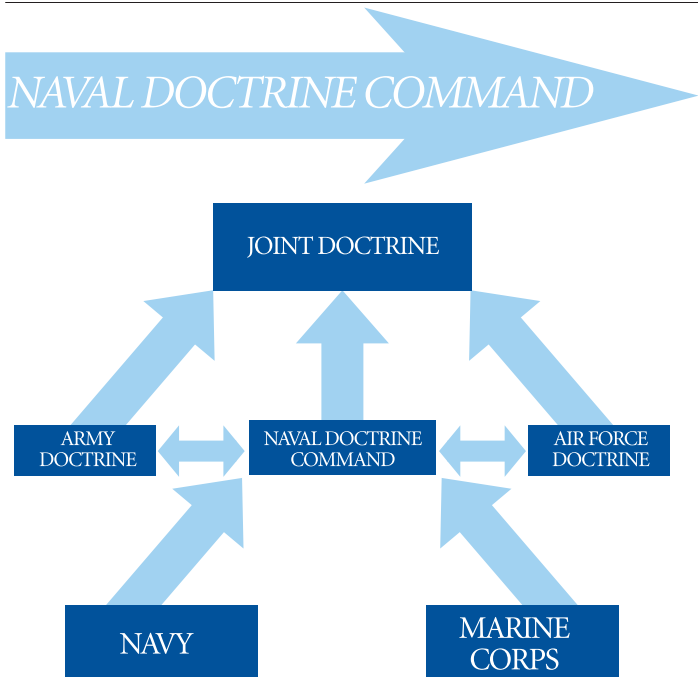 NAVAL DOCTRINE COMMAND
JOINT DOCTRINE
ARMY
DOCTRINE
NAVAL DOCTRINE
COMMAND
AIR FORCE
DOCTRINE
NAVY
MARINE
CORPS